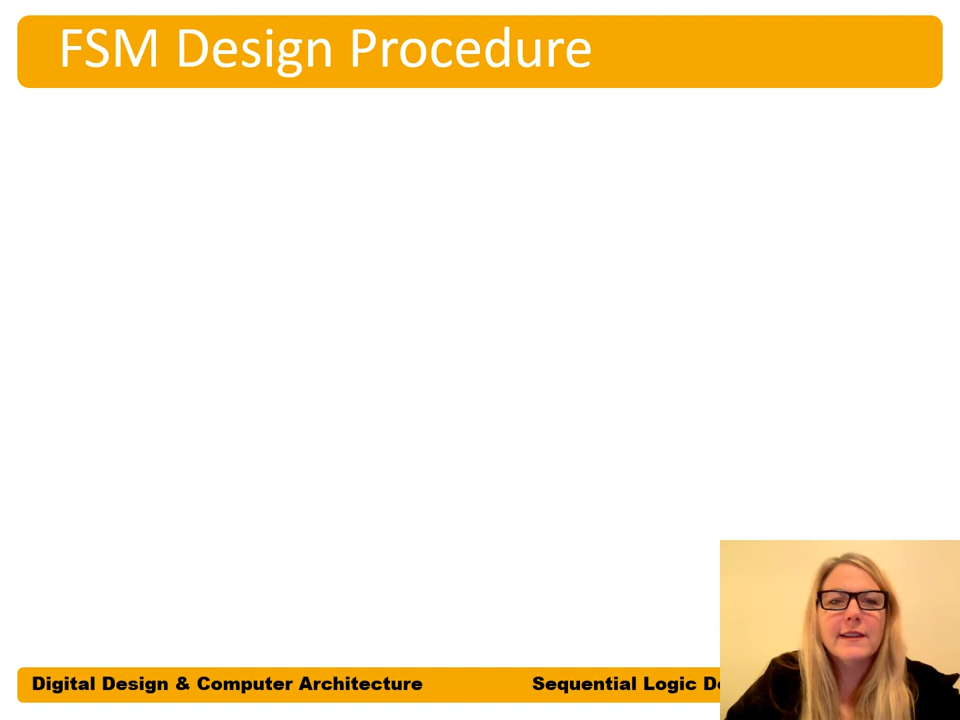 FSM Design Procedure
Digital Design & Computer Architecture
Sequential Logic